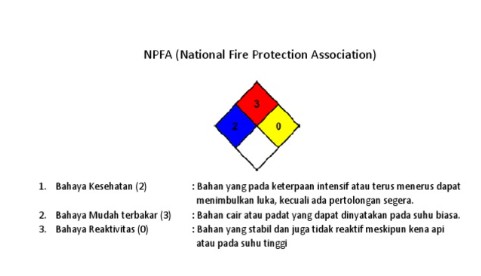 NPFA (National Fire Protection Association)
3
2 0
1. Bahaya Kesehatan (2) : Bahan yang pada keterpaan intensif atau terus menerus dapat
menimbulkan luka, kecuali ada pertolongan segera.
2. Bahaya Mudah terbakar (3) : Bahan cair atau padat yang dapat dinyatakan pada suhu biasa.
3. Bahaya Reaktivitas (0) : Bahan yang stabil dan juga tidak reaktif meskipun kena api
atau pada suhu tinggi